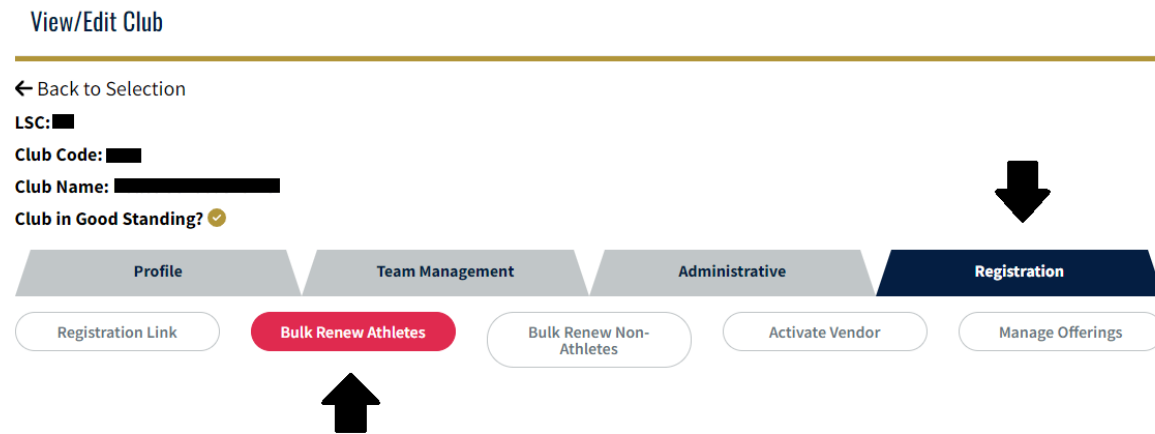 View/Edit Club
Back to Selection
LSC:
Club Code:
Club Name:
Club in Good Standing?
Profile Team Management Administrative Registration
Registration Link Bulk Renew Athletes Bulk Renew Non- Activate Vendor Manage Offerings
Athletes